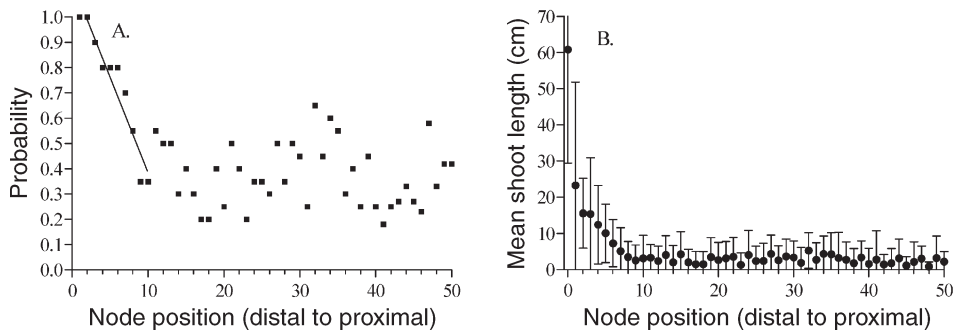 A.
Probability
1.0
0.9
0.8
0.7
0.6
0.5
0.4
0.3
0.2
0.1
0.0
0 10 20 30 40 50
Node position (distal to proximal)
B.
Mean shoot length (cm)
70
60
50
40
30
20
10
0
0 10 20 30 40 50
Node position (distal to proximal)